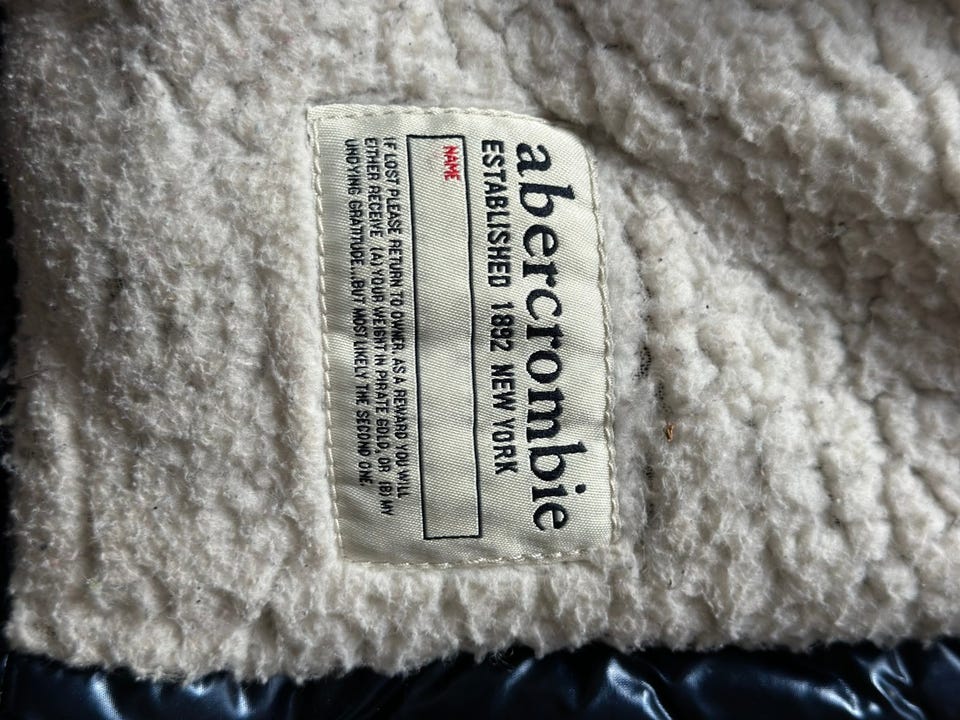 abercrombie
ESTABLISHED 1892 NEW YORK
NAME
IF LOST PLEASE RETURN TO OWNER. AS A REWARD YOU WILL
EITHER RECEIVE (A) YOUR WEIGHT IN PIRATE GOLD, OR (B) MY
UNDYING GRATITUDE...BUT MOST LIKELY THE SECOND ONE.